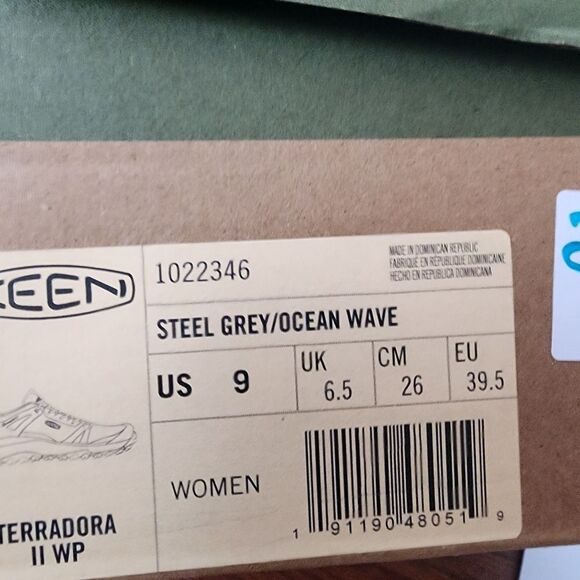 KEEN
1022346
MADE IN DOMINICAN REPUBLIC
FABRIQUÉ EN RÉPUBLIQUE DOMINICAINE
HECHO EN REPUBLICA DOMINICANA
STEEL GREY/OCEAN WAVE
US 9
UK 6.5
CM 26
EU 39.5
WOMEN
TERRADORA
II WP
1 91190 48051 9